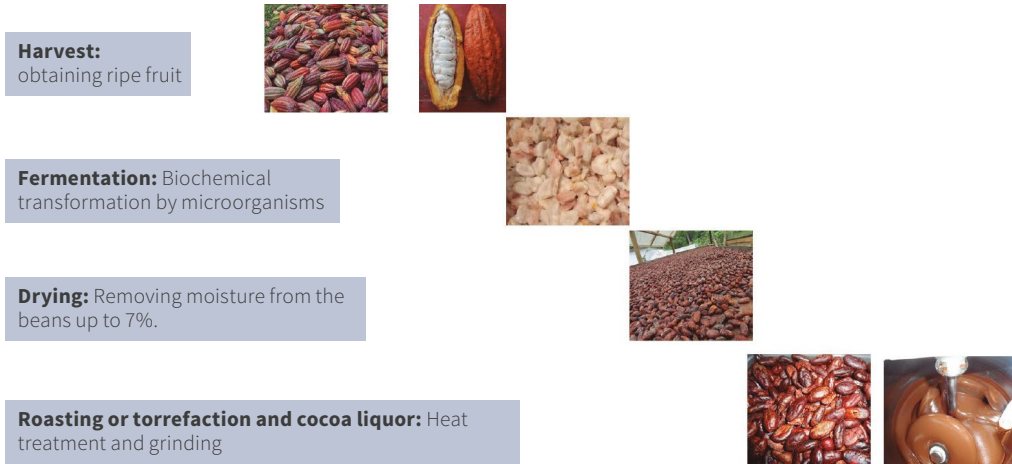 Harvest:
obtaining ripe fruit
Fermentation: Biochemical
transformation by microorganisms
Drying: Removing moisture from the
beans up to 7%.
Roasting or torrefaction and cocoa liquor: Heat
treatment and grinding